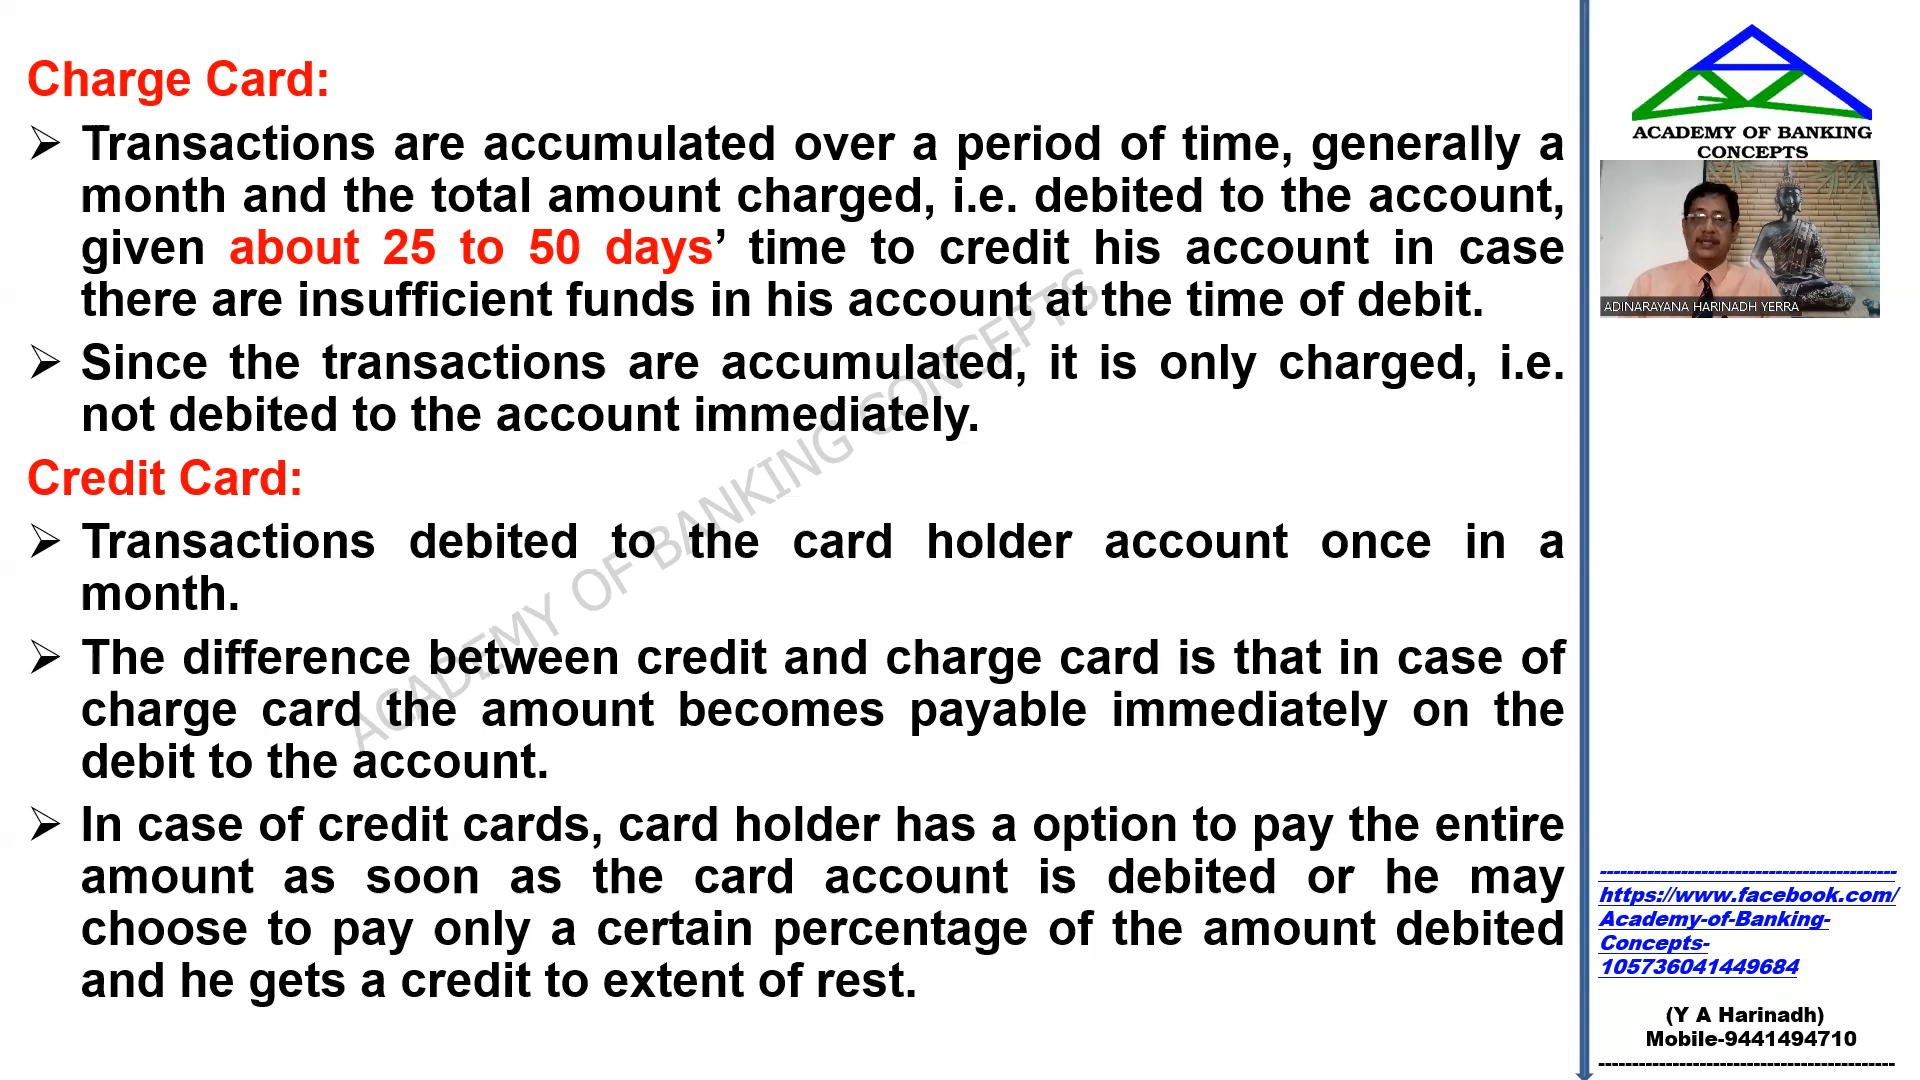 Charge Card:
➢ Transactions are accumulated over a period of time, generally a
month and the total amount charged, i.e. debited to the account,
given about 25 to 50 days’ time to credit his account in case
there are insufficient funds in his account at the time of debit.
➢ Since the transactions are accumulated, it is only charged, i.e.
not debited to the account immediately.
Credit Card:
➢ Transactions debited to the card holder account once in a
month.
➢ The difference between credit and charge card is that in case of
charge card the amount becomes payable immediately on the
debit to the account.
➢ In case of credit cards, card holder has a option to pay the entire
amount as soon as the card account is debited or he may
choose to pay only a certain percentage of the amount debited
and he gets a credit to extent of rest.
ACADEMY OF BANKING CONCEPTS
ACADEMY OF BANKING
CONCEPTS
ADINARAYANA HARINADH YERRA
--------------------------------------------
https://www.facebook.com/
Academy-of-Banking-
Concepts-
105736041449684
(Y A Harinadh)
Mobile-9441494710
--------------------------------------------